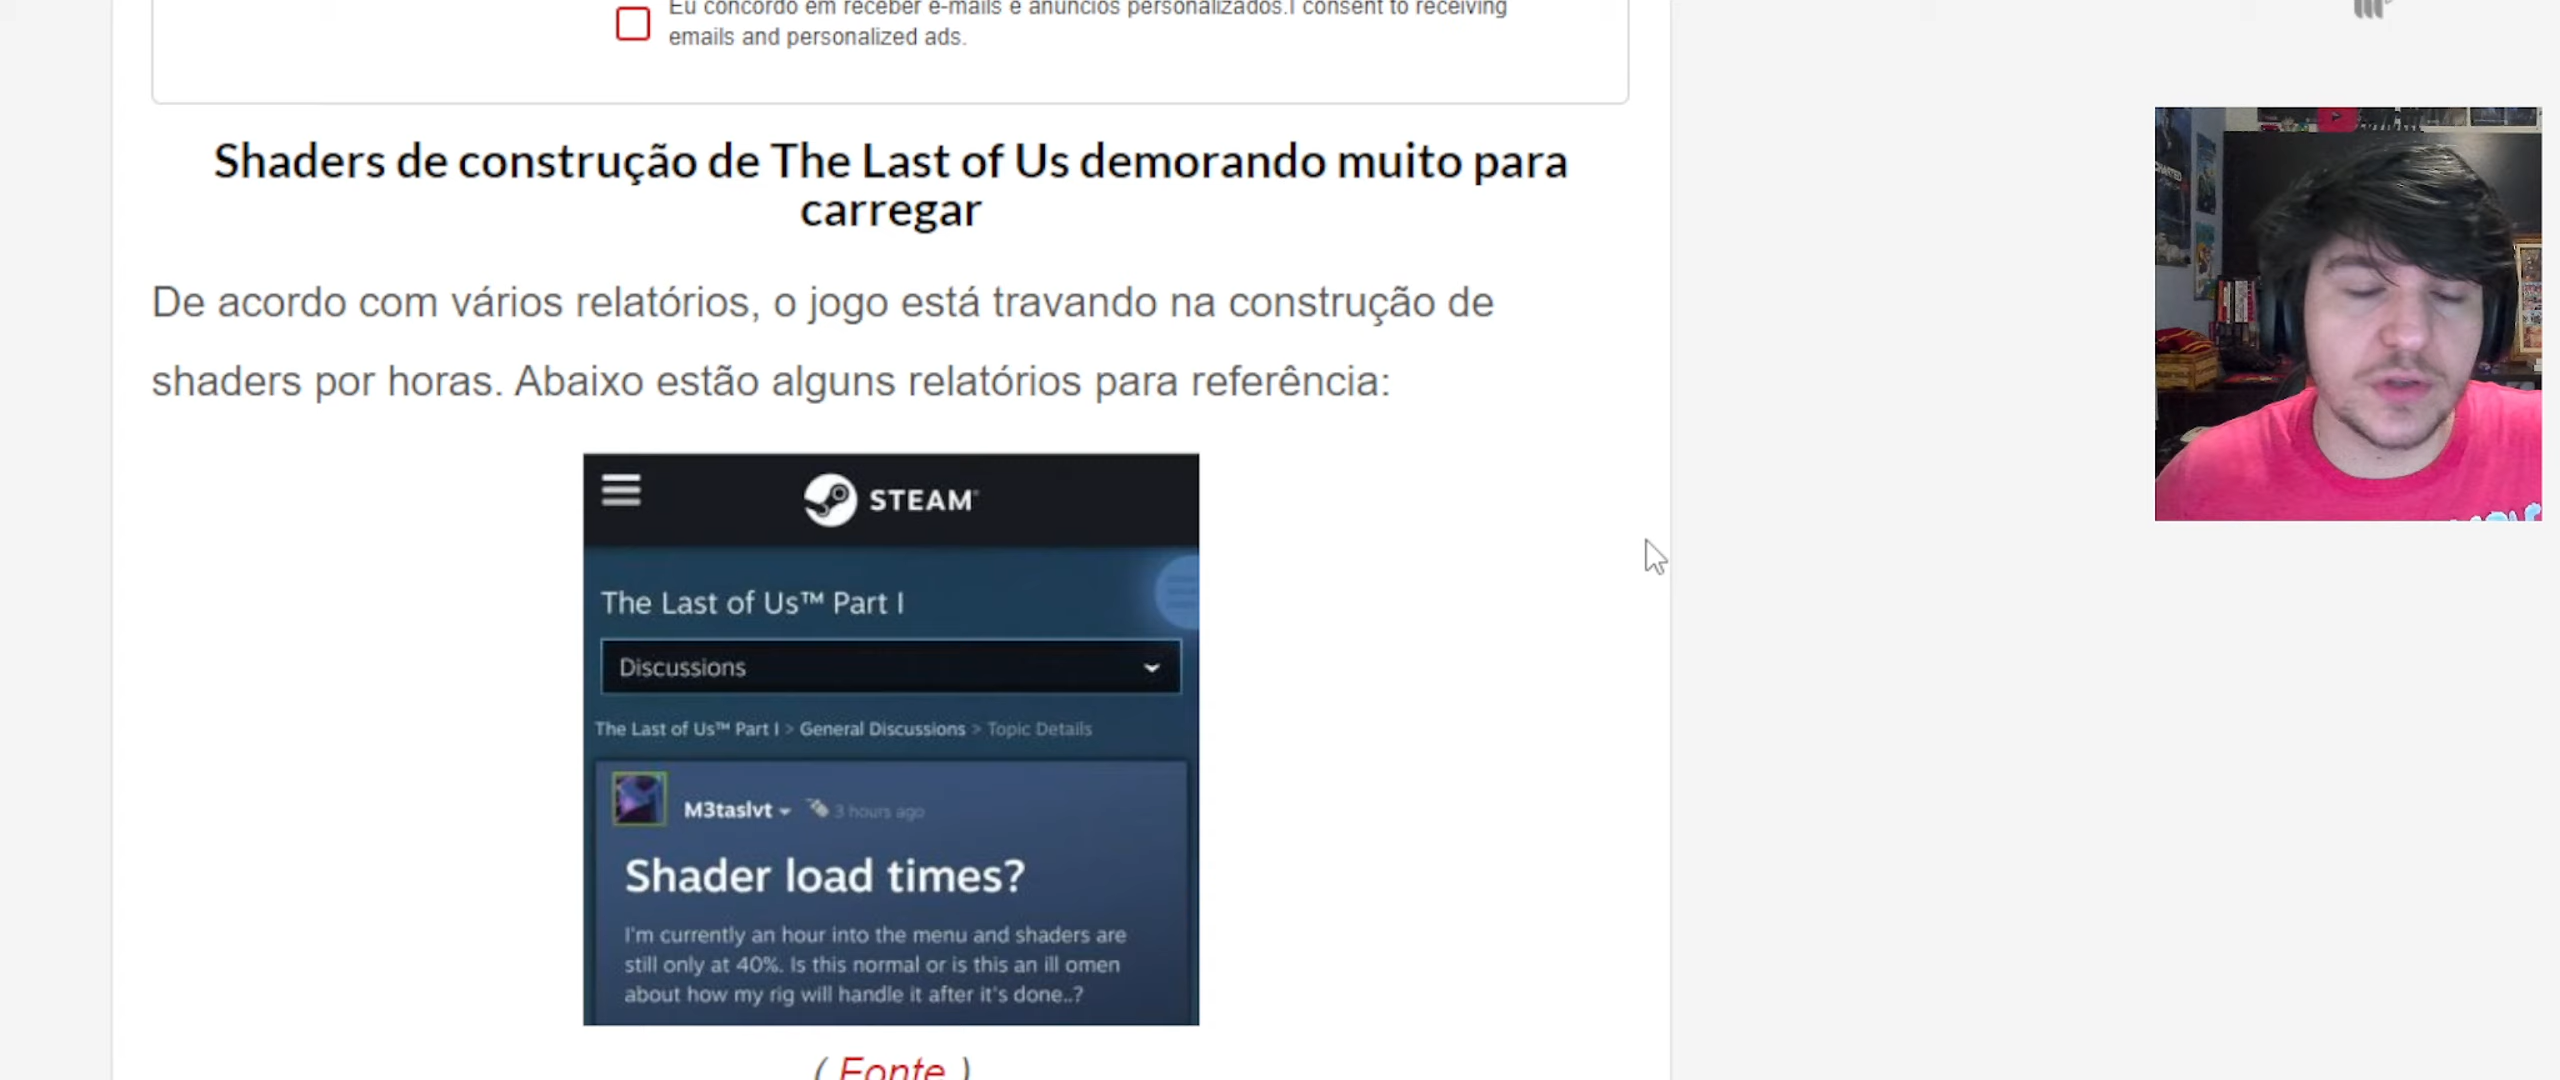 Eu concordo em receber e-mails e anúncios personalizados.I consent to receiving
emails and personalized ads.
Shaders de construção de The Last of Us demorando muito para
carregar
De acordo com vários relatórios, o jogo está travando na construção de
shaders por horas. Abaixo estão alguns relatórios para referência:
STEAM
The Last of Us™ Part I
Discussions
The Last of Us™ Part I > General Discussions > Topic Details
M3taslvt 3 hours ago
Shader load times?
I'm currently an hour into the menu and shaders are
still only at 40%. Is this normal or is this an ill omen
about how my rig will handle it after it's done..?
( Fonte )